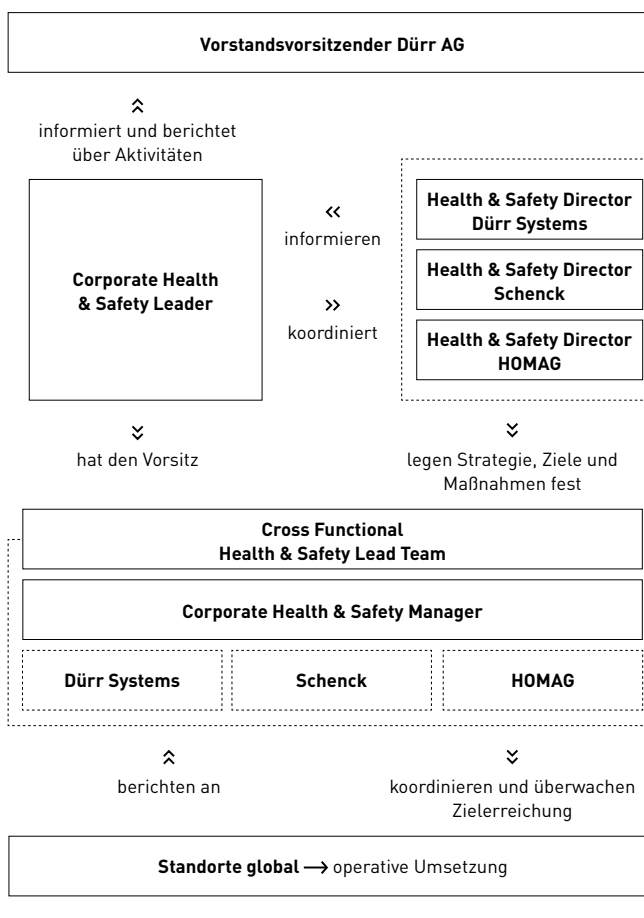 Vorstandsvorsitzender Dürr AG
informiert und berichtet
über Aktivitäten
Corporate Health
& Safety Leader
informieren
koordiniert
Health & Safety Director
Dürr Systems
Health & Safety Director
Schenck
Health & Safety Director
HOMAG
hat den Vorsitz
legen Strategie, Ziele und
Maßnahmen fest
Cross Functional
Health & Safety Lead Team
Corporate Health & Safety Manager
Dürr Systems
Schenck
HOMAG
berichten an
koordinieren und überwachen
Zielerreichung
Standorte global → operative Umsetzung